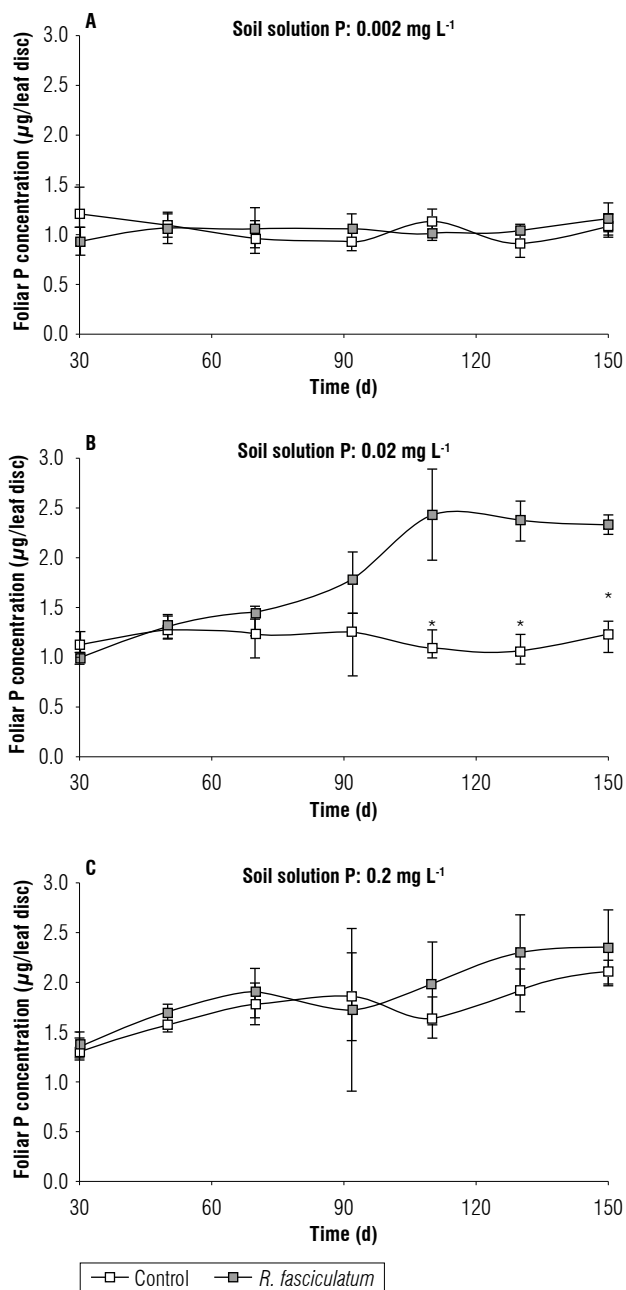 A
Soil solution P: 0.002 mg L-1
Foliar P concentration (µg/leaf disc)
3.0
2.5
2.0
1.5
1.0
0.5
0.0
30 60 90 120 150
Time (d)
B
Soil solution P: 0.02 mg L-1
Foliar P concentration (µg/leaf disc)
3.0
2.5
2.0
1.5
1.0
0.5
0.0
* * *
30 60 90 120 150
Time (d)
C
Soil solution P: 0.2 mg L-1
Foliar P concentration (µg/leaf disc)
3.0
2.5
2.0
1.5
1.0
0.5
0.0
30 60 90 120 150
Time (d)
Control R. fasciculatum